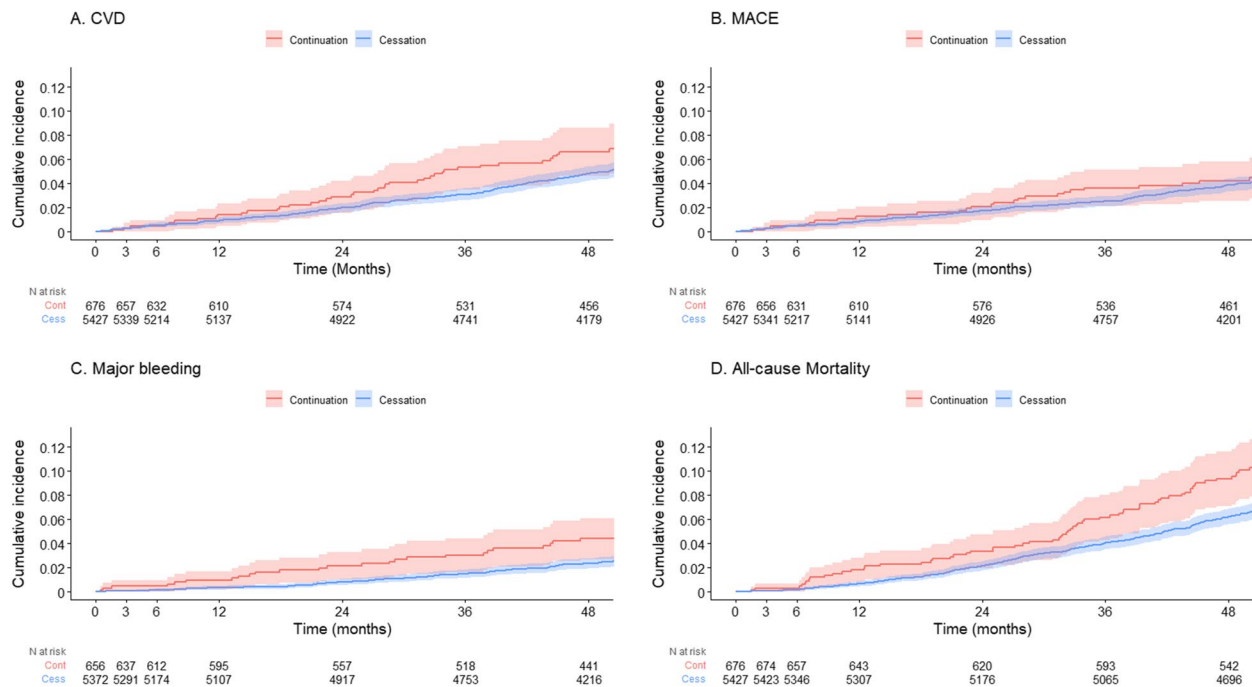 A. CVD
Continuation Cessation
Cumulative incidence
0.12
0.10
0.08
0.06
0.04
0.02
0
0 3 6 12 24 36 48
Time (Months)
N at risk
Cont 676 657 632 610 574 531 456
Cess 5427 5339 5214 5137 4922 4741 4179
B. MACE
Continuation Cessation
Cumulative incidence
0.12
0.10
0.08
0.06
0.04
0.02
0
0 3 6 12 24 36 48
Time (months)
N at risk
Cont 676 656 631 610 576 536 461
Cess 5427 5341 5217 5141 4926 4757 4201
C. Major bleeding
Continuation Cessation
Cumulative incidence
0.12
0.10
0.08
0.06
0.04
0.02
0
0 3 6 12 24 36 48
Time (months)
N at risk
Cont 656 637 612 595 557 518 441
Cess 5372 5291 5174 5107 4917 4753 4216
D. All-cause Mortality
Continuation Cessation
Cumulative incidence
0.12
0.10
0.08
0.06
0.04
0.02
0
0 3 6 12 24 36 48
Time (months)
N at risk
Cont 676 674 657 643 620 593 542
Cess 5427 5423 5346 5307 5176 5065 4696